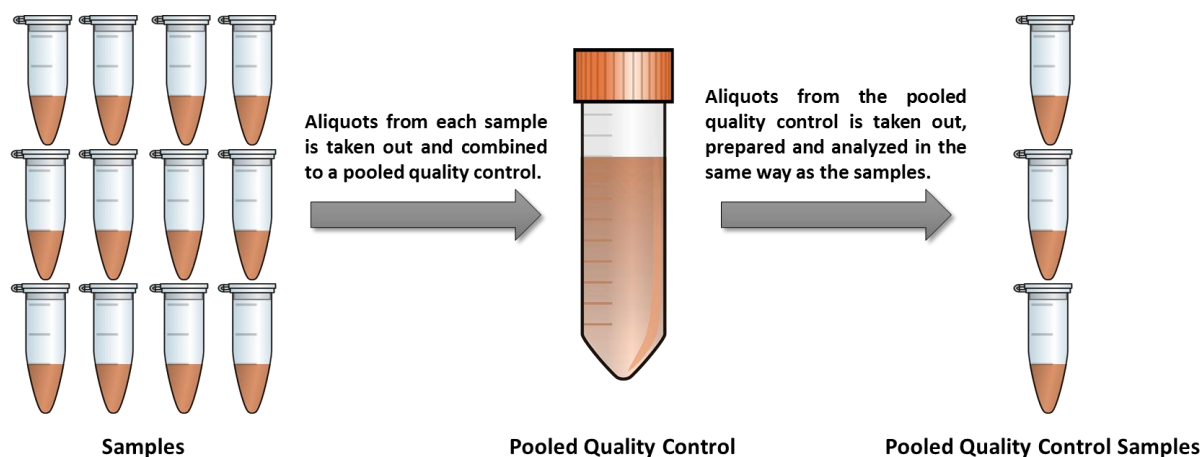 Aliquots from each sample
is taken out and combined
to a pooled quality control.
Aliquots from the pooled
quality control is taken out,
prepared and analyzed in the
same way as the samples.
Samples
Pooled Quality Control
Pooled Quality Control Samples